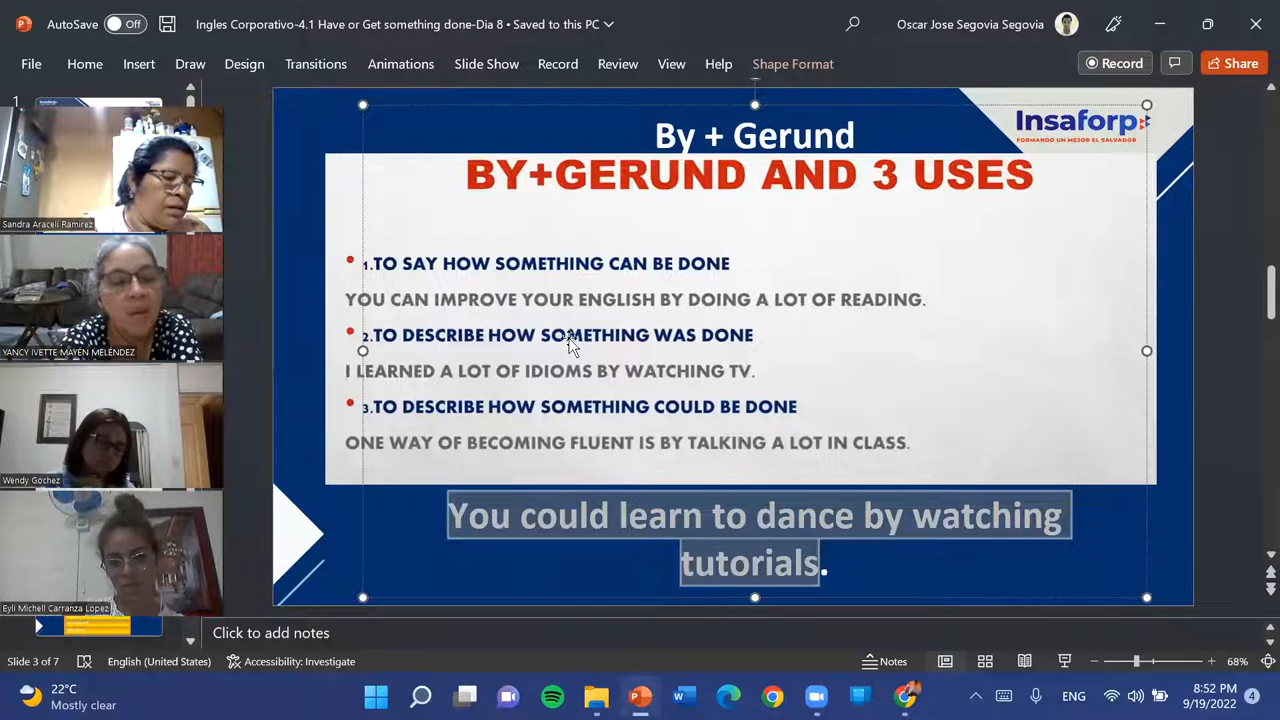 AutoSave Off Ingles Corporativo-4.1 Have or Get something done-Dia 8 • Saved to this PC Oscar Jose Segovia Segovia
File Home Insert Draw Design Transitions Animations Slide Show Record Review View Help Shape Format Record Share
1
Sandra Araceli Ramirez
YANCY IVETTE MAYÉN MELÉNDEZ
Wendy Gochez
Eyli Michell Carranza Lopez
Insaforp
FORMANDO UN MEJOR EL SALVADOR
By + Gerund
BY+GERUND AND 3 USES
• 1.TO SAY HOW SOMETHING CAN BE DONE
YOU CAN IMPROVE YOUR ENGLISH BY DOING A LOT OF READING.
• 2.TO DESCRIBE HOW SOMETHING WAS DONE
I LEARNED A LOT OF IDIOMS BY WATCHING TV.
• 3.TO DESCRIBE HOW SOMETHING COULD BE DONE
ONE WAY OF BECOMING FLUENT IS BY TALKING A LOT IN CLASS.
You could learn to dance by watching
tutorials.
Click to add notes
Slide 3 of 7 English (United States) Accessibility: Investigate Notes 68%
22°C
Mostly clear
ENG
8:52 PM
9/19/2022
4